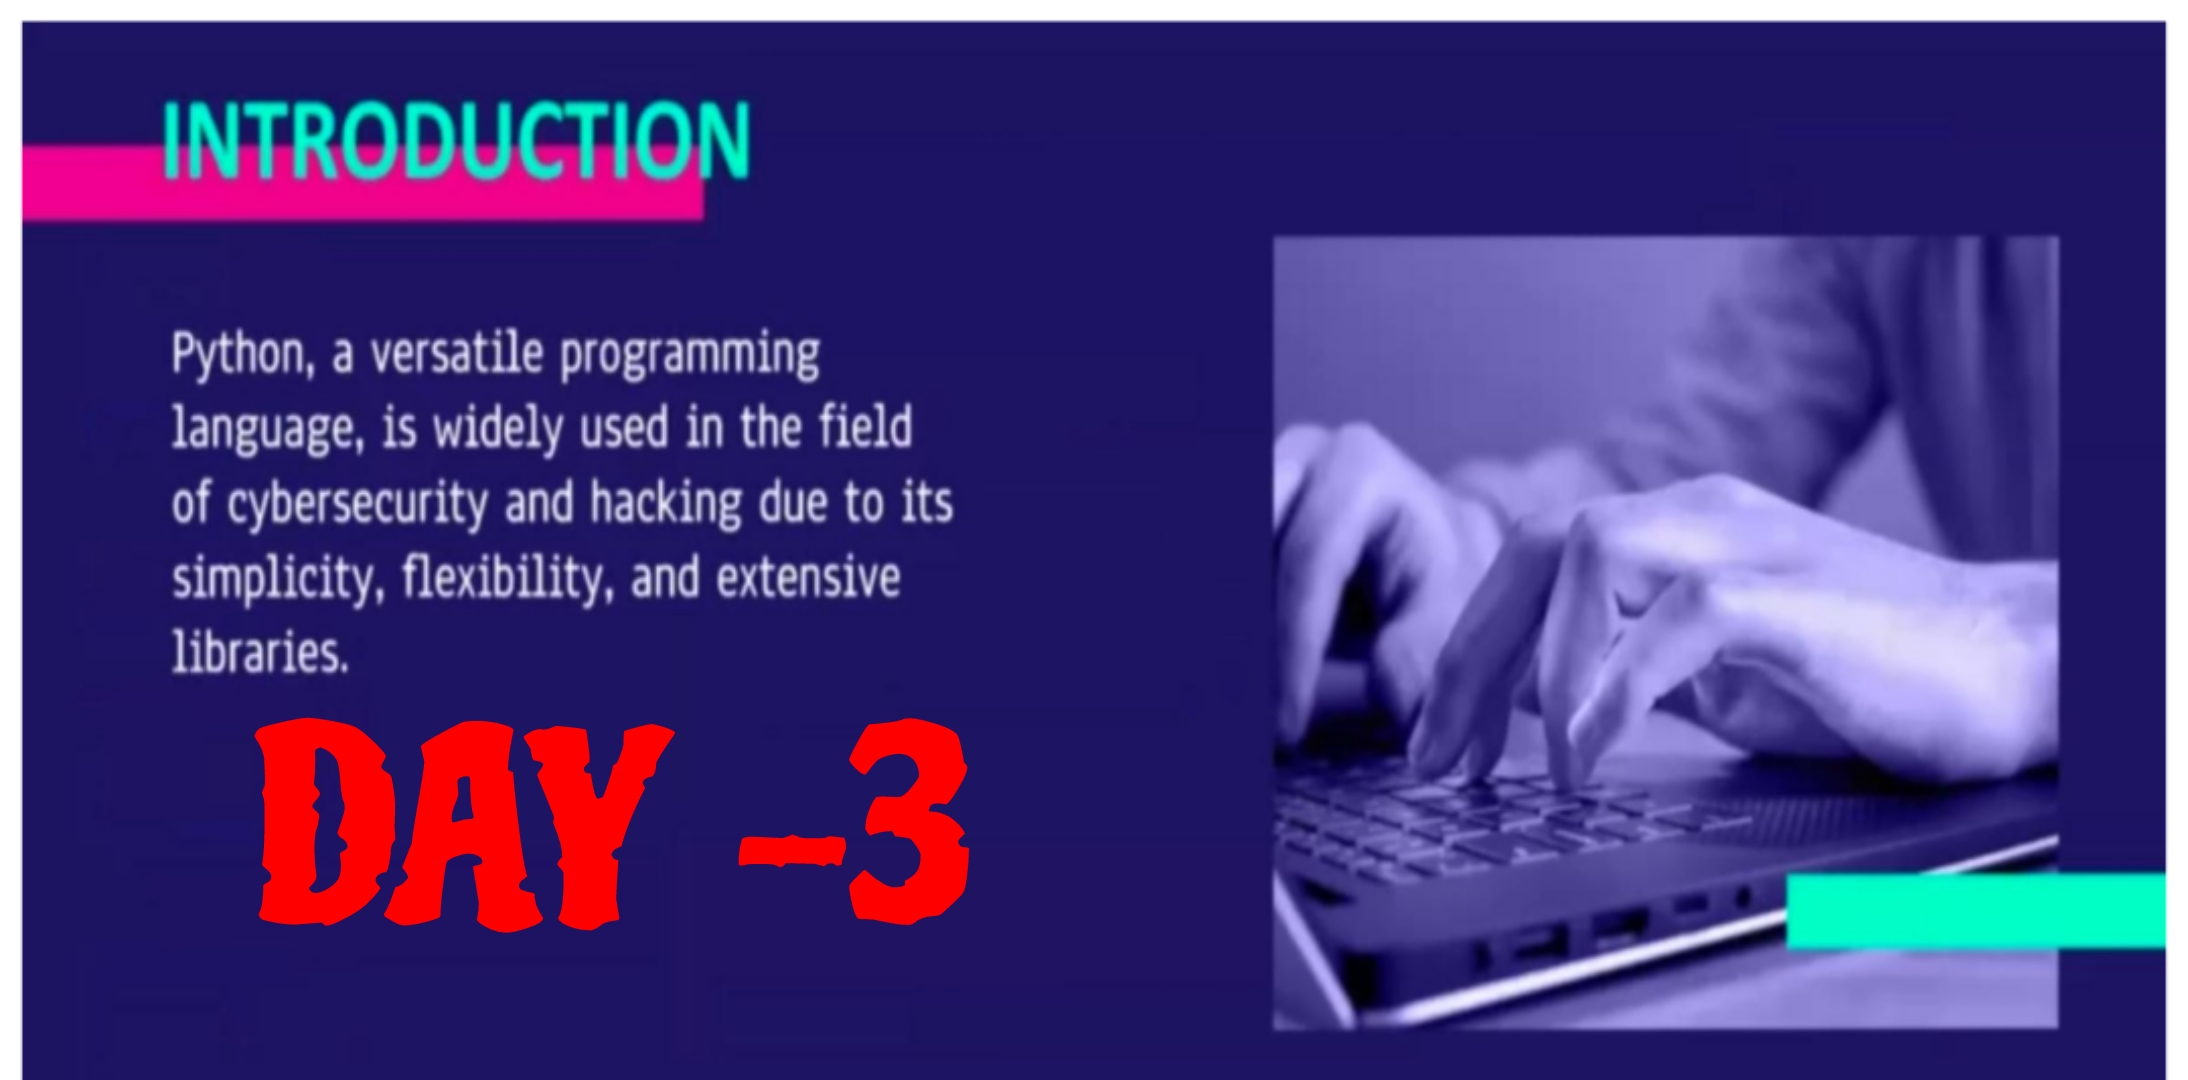 INTRODUCTION
Python, a versatile programming
language, is widely used in the field
of cybersecurity and hacking due to its
simplicity, flexibility, and extensive
libraries.
DAY -3